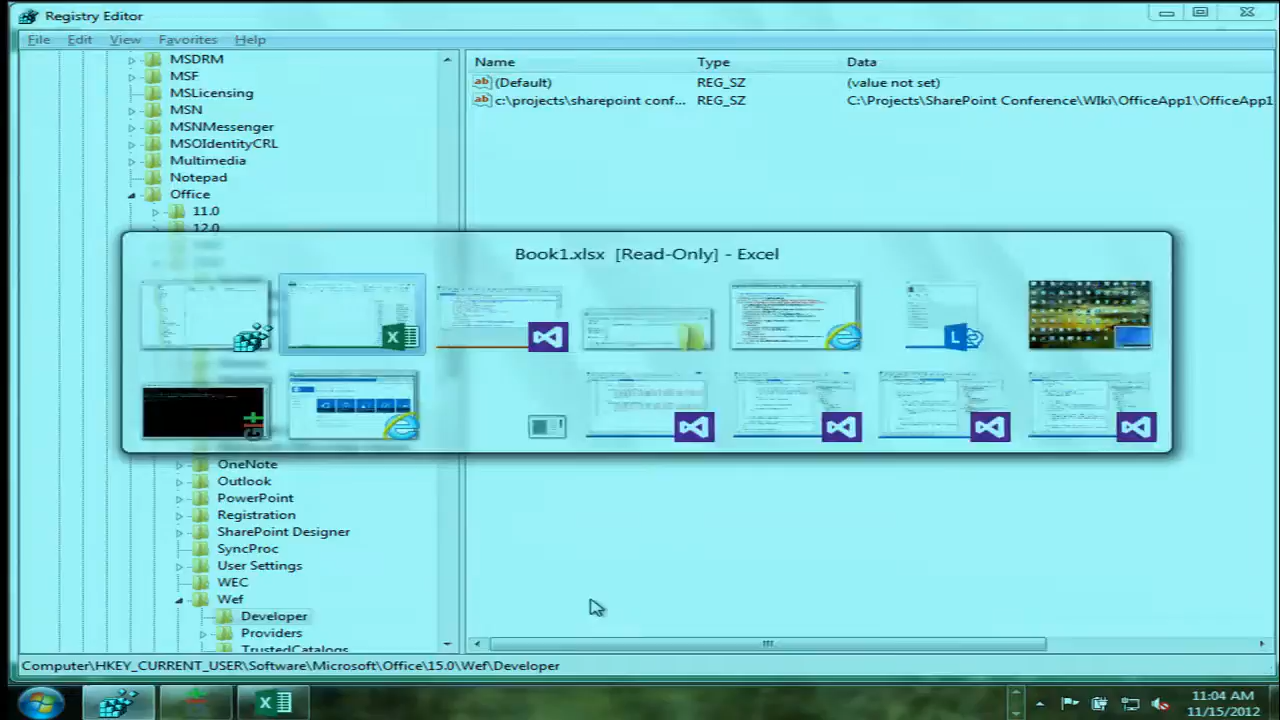 Registry Editor
File Edit View Favorites Help
MSDRM
MSF
MSLicensing
MSN
MSNMessenger
MSOIdentityCRL
Multimedia
Notepad
Office
11.0
12.0
Name Type Data
(Default) REG_SZ (value not set)
c:\projects\sharepoint conf... REG_SZ C:\Projects\SharePoint Conference\WIki\OfficeApp1\OfficeApp1
Book1.xlsx [Read-Only] - Excel
OneNote
Outlook
PowerPoint
Registration
SharePoint Designer
SyncProc
User Settings
WEC
Wef
Developer
Providers
TrustedCatalogs
Computer\HKEY_CURRENT_USER\Software\Microsoft\Office\15.0\Wef\Developer
11:04 AM
11/15/2012